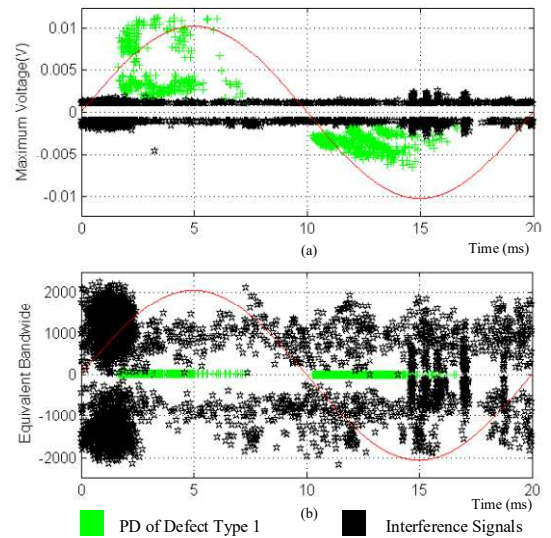 0.01
0.005
0
-0.005
-0.01
Maximum Voltage(V)
0 5 10 15 20
(a) Time (ms)
2000
1000
0
-1000
-2000
Equivalent Bandwide
0 5 10 15 20
(b) Time (ms)
PD of Defect Type 1 Interference Signals